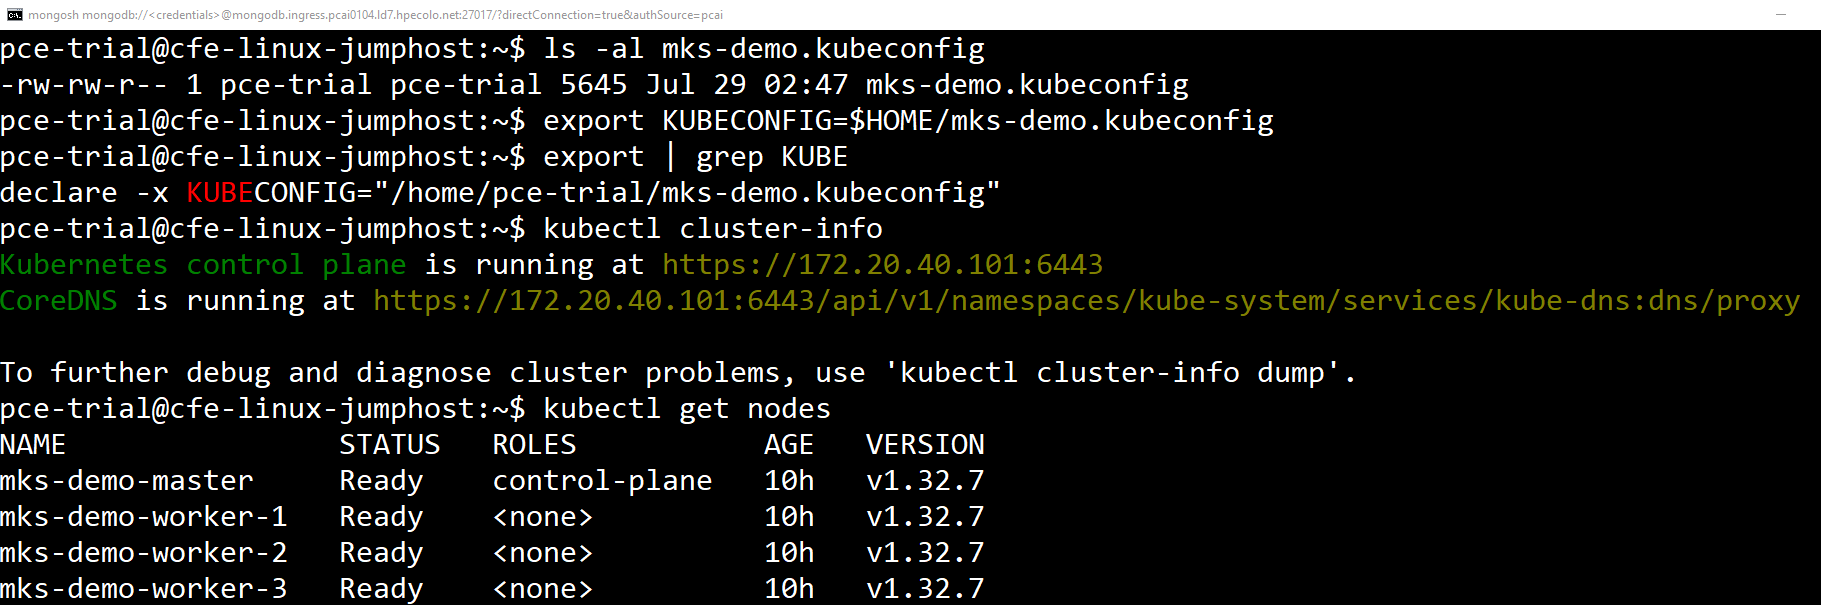 mongosh mongodb://<credentials>@mongodb.ingress.pcai0104.ld7.hpecolo.net:27017/?directConnection=true&authSource=pcai
pce-trial@cfe-linux-jumphost:~$ ls -al mks-demo.kubeconfig
-rw-rw-r-- 1 pce-trial pce-trial 5645 Jul 29 02:47 mks-demo.kubeconfig
pce-trial@cfe-linux-jumphost:~$ export KUBECONFIG=$HOME/mks-demo.kubeconfig
pce-trial@cfe-linux-jumphost:~$ export | grep KUBE
declare -x KUBECONFIG="/home/pce-trial/mks-demo.kubeconfig"
pce-trial@cfe-linux-jumphost:~$ kubectl cluster-info
Kubernetes control plane is running at https://172.20.40.101:6443
CoreDNS is running at https://172.20.40.101:6443/api/v1/namespaces/kube-system/services/kube-dns:dns/proxy

To further debug and diagnose cluster problems, use 'kubectl cluster-info dump'.
pce-trial@cfe-linux-jumphost:~$ kubectl get nodes
NAME                STATUS   ROLES           AGE   VERSION
mks-demo-master     Ready    control-plane   10h   v1.32.7
mks-demo-worker-1   Ready    <none>          10h   v1.32.7
mks-demo-worker-2   Ready    <none>          10h   v1.32.7
mks-demo-worker-3   Ready    <none>          10h   v1.32.7